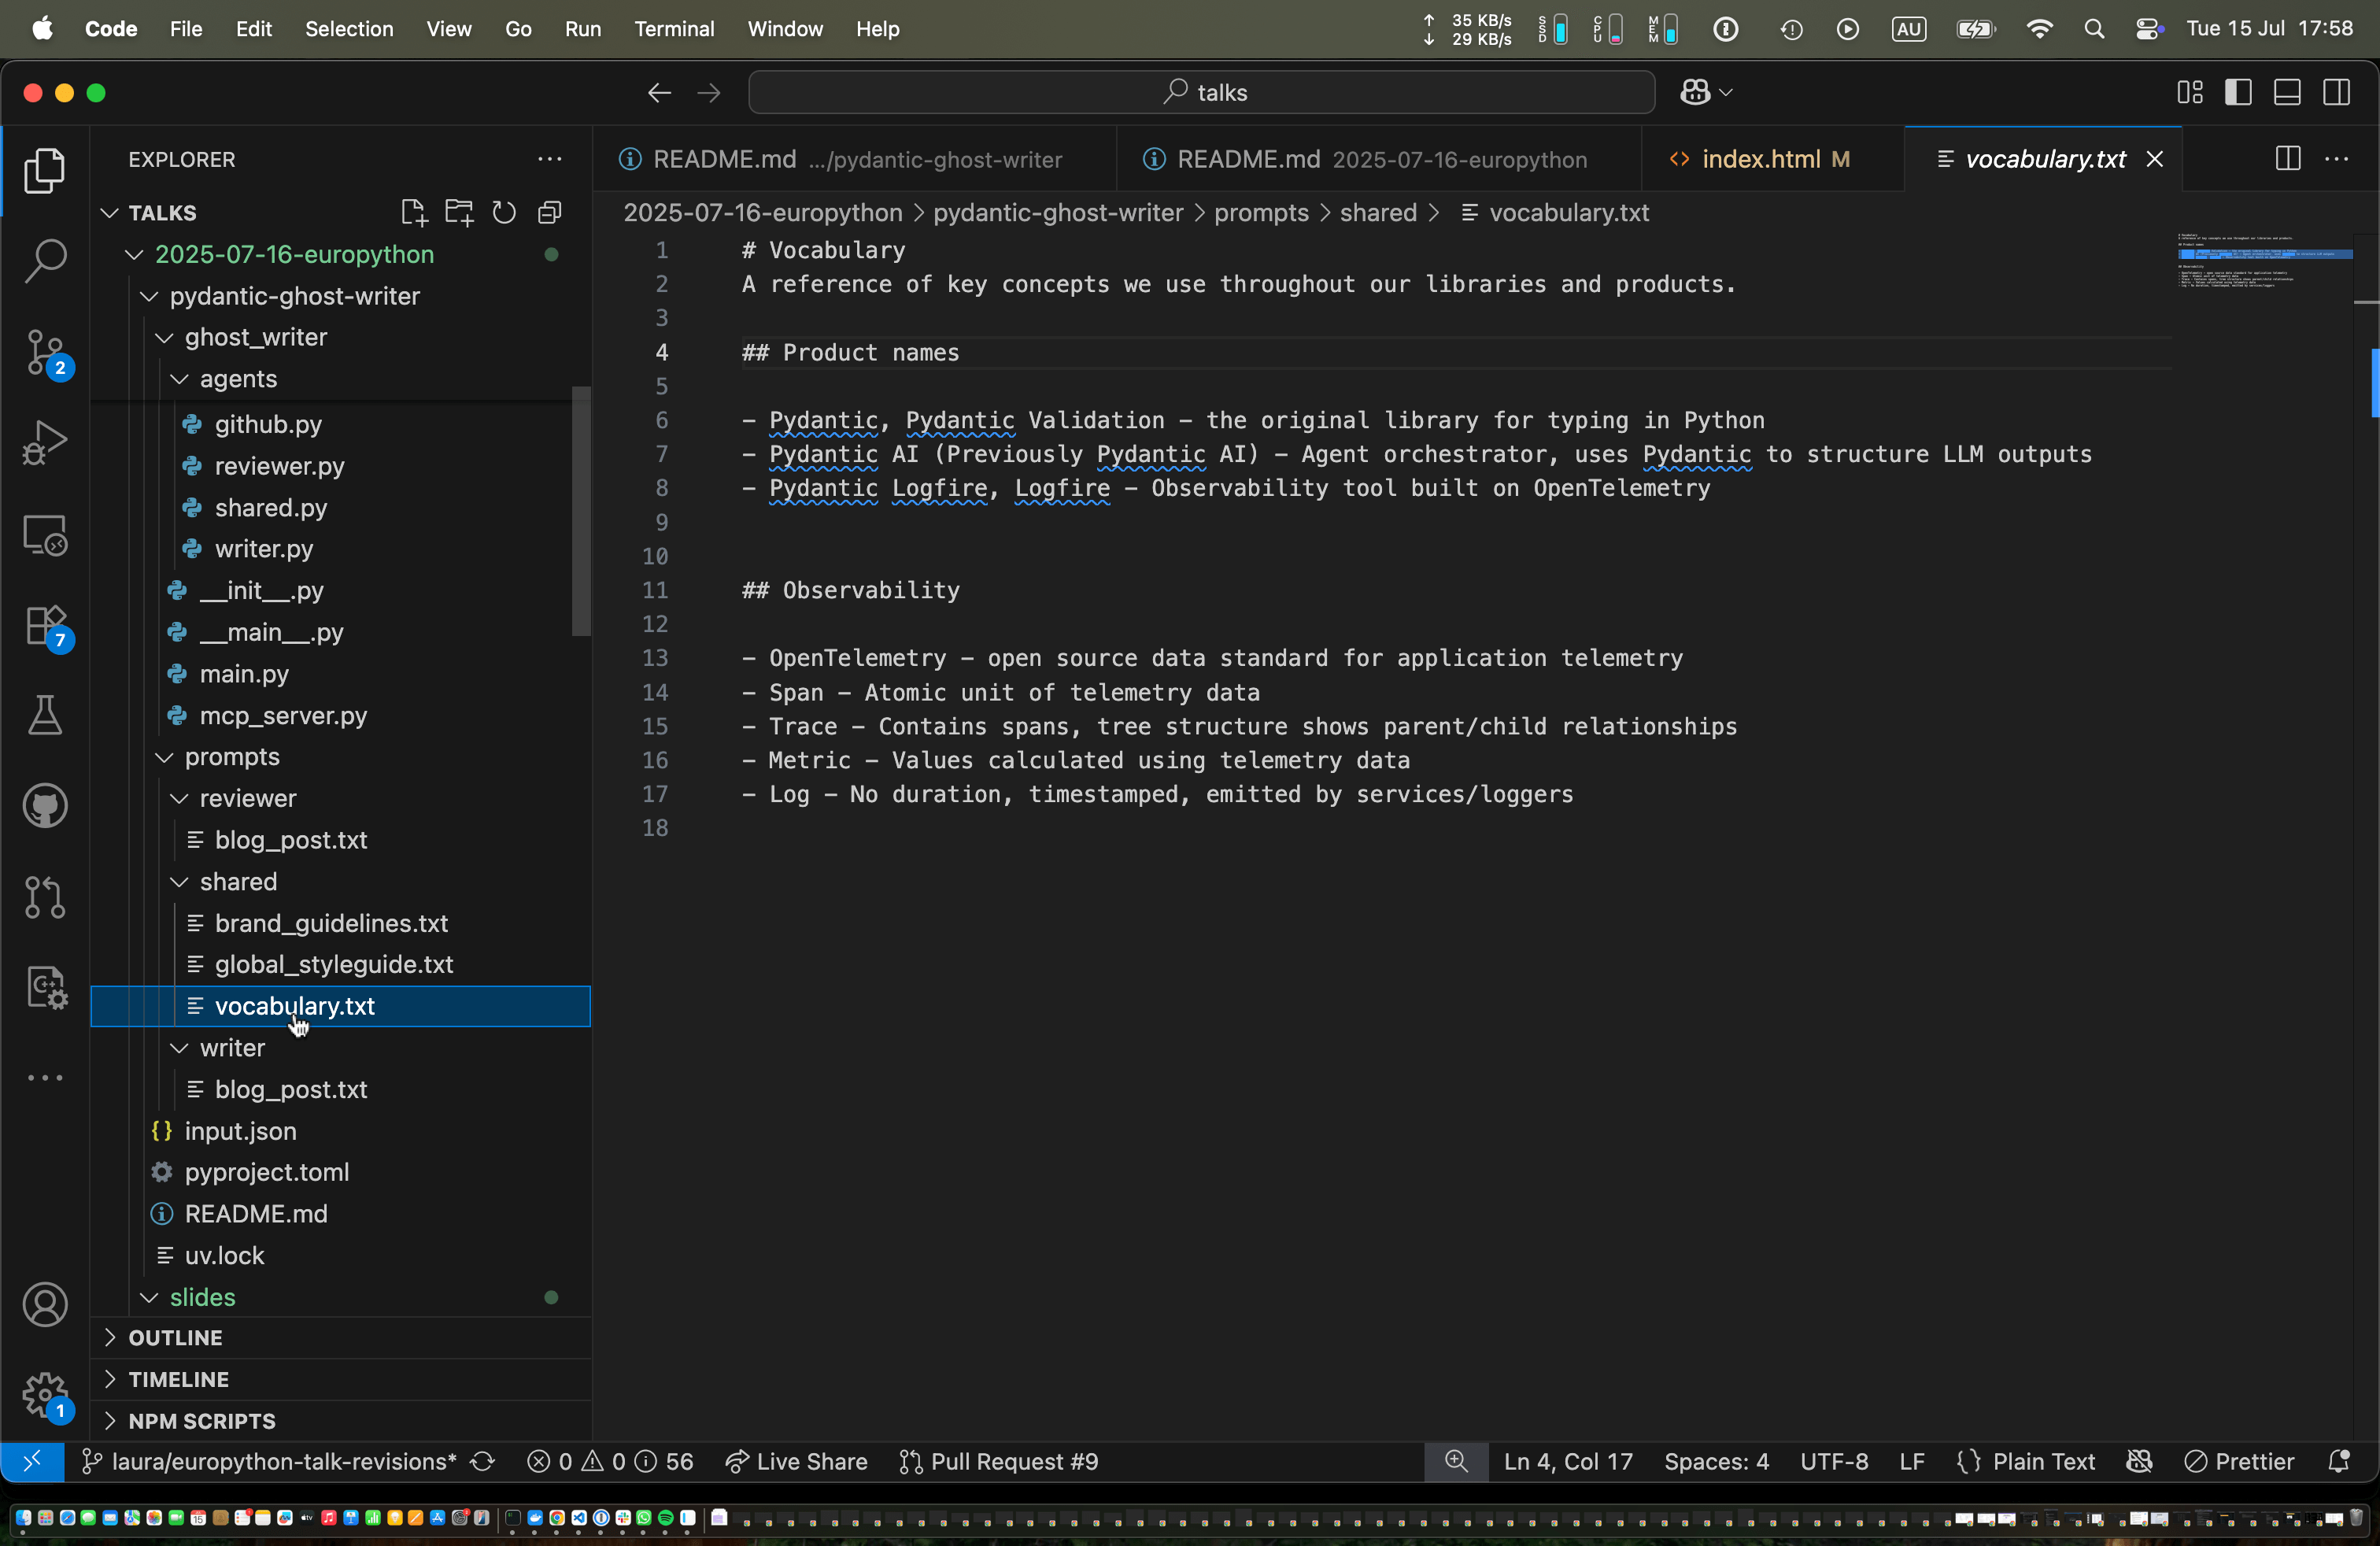 Code File Edit Selection View Go Run Terminal Window Help
35 KB/s
29 KB/s
SSD CPU MEM AU Tue 15 Jul 17:58
talks
EXPLORER
README.md .../pydantic-ghost-writer README.md 2025-07-16-europython index.html M vocabulary.txt
TALKS
2025-07-16-europython > pydantic-ghost-writer > prompts > shared > vocabulary.txt
2025-07-16-europython
pydantic-ghost-writer
ghost_writer
agents
github.py
reviewer.py
shared.py
writer.py
__init__.py
__main__.py
main.py
mcp_server.py
prompts
reviewer
blog_post.txt
shared
brand_guidelines.txt
global_styleguide.txt
vocabulary.txt
writer
blog_post.txt
input.json
pyproject.toml
README.md
uv.lock
slides
OUTLINE
TIMELINE
NPM SCRIPTS
2
7
1
1 # Vocabulary
2 A reference of key concepts we use throughout our libraries and products.
3
4 ## Product names
5
6 - Pydantic, Pydantic Validation - the original library for typing in Python
7 - Pydantic AI (Previously Pydantic AI) - Agent orchestrator, uses Pydantic to structure LLM outputs
8 - Pydantic Logfire, Logfire - Observability tool built on OpenTelemetry
9
10
11 ## Observability
12
13 - OpenTelemetry - open source data standard for application telemetry
14 - Span - Atomic unit of telemetry data
15 - Trace - Contains spans, tree structure shows parent/child relationships
16 - Metric - Values calculated using telemetry data
17 - Log - No duration, timestamped, emitted by services/loggers
18
laura/europython-talk-revisions* 0 0 56 Live Share Pull Request #9 Ln 4, Col 17 Spaces: 4 UTF-8 LF {} Plain Text Prettier